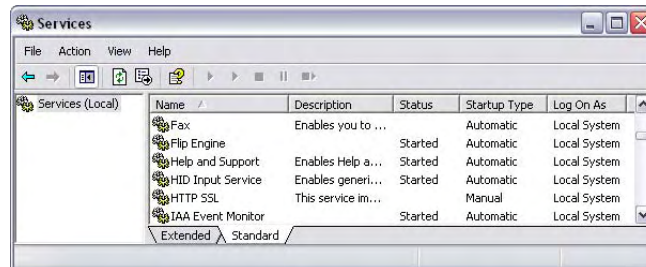 Services
File Action View Help
Services (Local)
Name Description Status Startup Type Log On As
Fax Enables you to ... Automatic Local System
Flip Engine Started Automatic Local System
Help and Support Enables Help a... Started Automatic Local System
HID Input Service Enables generi... Started Automatic Local System
HTTP SSL This service im... Manual Local System
IAA Event Monitor Started Automatic Local System
Extended Standard